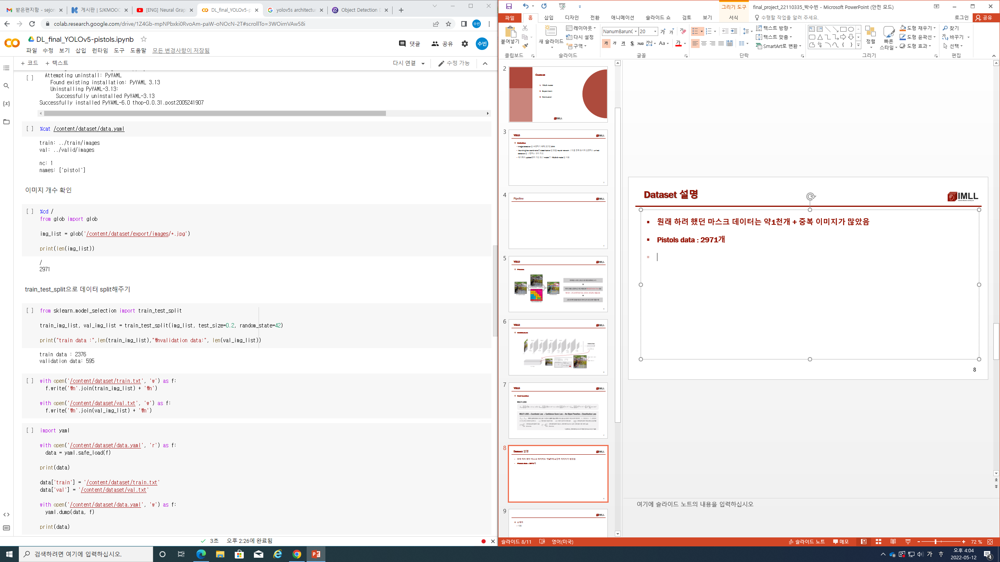 받은편지함 - sejon
게시판 | SJKMOOC
[ENG] Neural Grap
DL_final_YOLOv5-p
yolov5s architectur
Object Detection D
colab.research.google.com/drive/1Z4Gb-mpNPbxki0RvoAm-paW-oNOcN-2T#scrollTo=3WOirnVAw58i
수빈
DL_final_YOLOv5-pistols.ipynb
댓글
공유
수빈
파일 수정 보기 삽입 런타임 도구 도움말 모든 변경사항이 저장됨
+ 코드 + 텍스트
다시 연결
수정 가능
Attempting uninstall: PyYAML
Found existing installation: PyYAML 3.13
Uninstalling PyYAML-3.13:
Successfully uninstalled PyYAML-3.13
Successfully installed PyYAML-6.0 thop-0.0.31.post2005241907
[ ] %cat /content/dataset/data.yaml
train: ../train/images
val: ../valid/images
nc: 1
names: ['pistol']
이미지 개수 확인
[ ] %cd /
from glob import glob
img_list = glob('/content/dataset/export/images/*.jpg')
print(len(img_list))
/
2971
train_test_split으로 데이터 split해주기
[ ] from sklearn.model_selection import train_test_split
train_img_list, val_img_list = train_test_split(img_list, test_size=0.2, random_state=42)
print("train data :",len(train_img_list),"₩nvalidation data:", len(val_img_list))
train data : 2376
validation data: 595
[ ] with open('/content/dataset/train.txt', 'w') as f:
f.write('₩n'.join(train_img_list) + '₩n')
with open('/content/dataset/val.txt', 'w') as f:
f.write('₩n'.join(val_img_list) + '₩n')
[ ] import yaml
with open('/content/dataset/data.yaml', 'r') as f:
data = yaml.safe_load(f)
print(data)
data['train'] = '/content/dataset/train.txt'
data['val'] = '/content/dataset/val.txt'
with open('/content/dataset/data.yaml', 'w') as f:
yaml.dump(data, f)
print(data)
3초 오후 2:26에 완료됨
그리기 도구
final_project_22110335_박수빈 - Microsoft PowerPoint (안전 모드)
파일 홈 삽입 디자인 전환 애니메이션 슬라이드 쇼 검토 보기 서식 수행할 작업을 알려 주세요. 로그인 공유
붙여넣기
클립보드
새 슬라이드
레이아웃
다시 설정
구역
슬라이드
NanumBarunG 20
가 가 가 S abc 간 Aa 가
글꼴
텍스트 방향
텍스트 맞춤
SmartArt로 변환
단락
정렬
빠른
스타일
도형 채우기
도형 윤곽선
도형 효과
그리기
찾기
바꾸기
선택
편집
2
Content
1. YOLO model
2. Experiment
3. Conclusion
IMLL
3
YOLO
IMLL
4
Pipeline
IMLL
5
YOLO
IMLL
6
YOLO
IMLL
7
YOLO
IMLL
MULTI LOSS
MULTI LOSS = Coordinate Loss + Confidence-Score Loss + No-Object Penalties + Classification Loss
8
Dataset 설명
IMLL
원래 하려 했던 마스크 데이터는 약1천개 + 중복 이미지가 많았음
Pistols data : 2971개
9
IMLL
소제목
내용
Dataset 설명
IMLL
▪ 원래 하려 했던 마스크 데이터는 약1천개 + 중복 이미지가 많았음
▪ Pistols data : 2971개
8
여기에 슬라이드 노트의 내용을 입력하십시오
슬라이드 8/11 영어(미국)
슬라이드 노트 메모 72 %
검색하려면 여기에 입력하십시오.
가
오후 4:04
2022-05-12
4